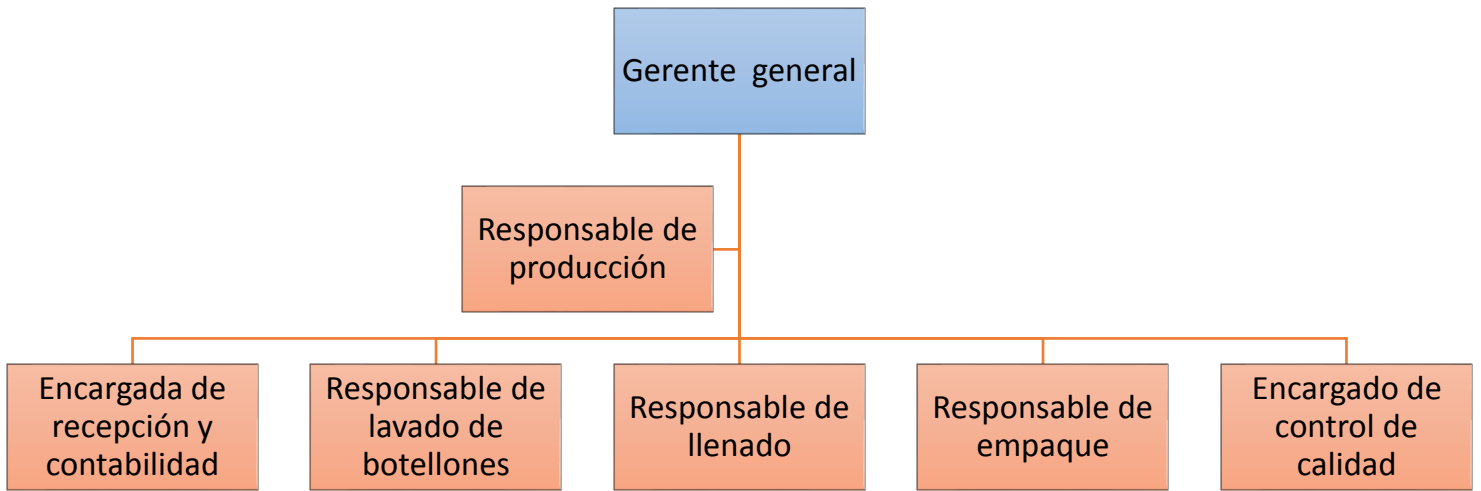 Gerente general
Responsable de
producción
Encargada de
recepción y
contabilidad
Responsable de
lavado de
botellones
Responsable de
llenado
Responsable de
empaque
Encargado de
control de
calidad